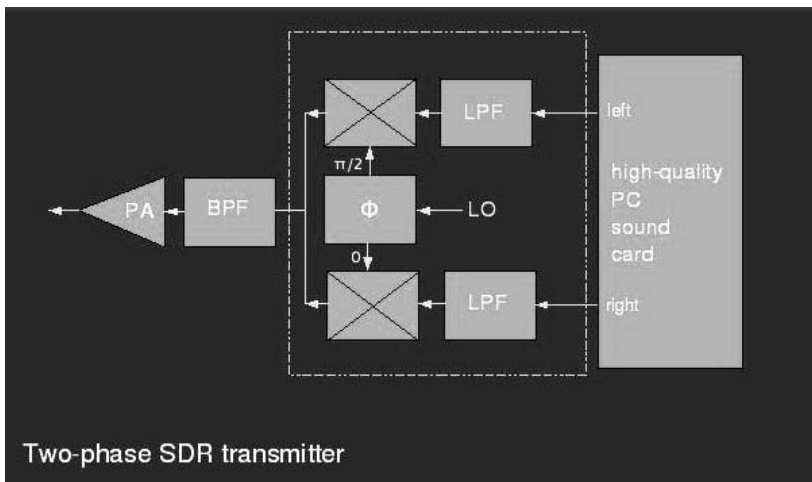 LPF
left
π/2
high-quality
PC
sound
card
PA
BPF
Φ
LO
0
LPF
right
Two-phase SDR transmitter